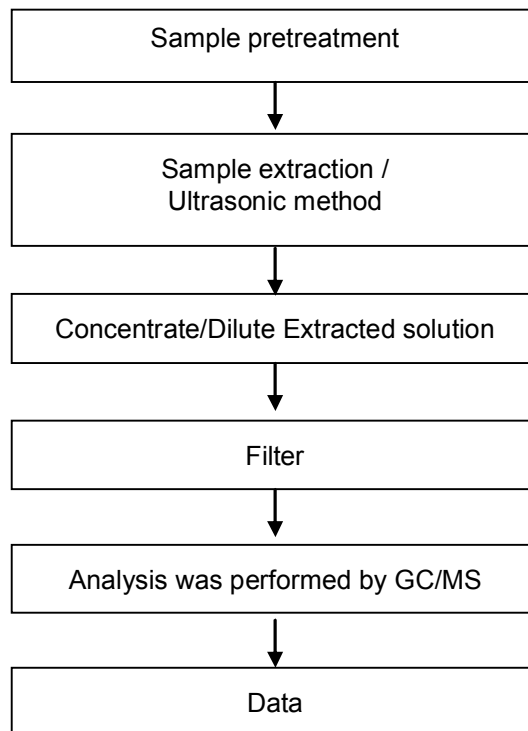 Sample pretreatment
Sample extraction /
Ultrasonic method
Concentrate/Dilute Extracted solution
Filter
Analysis was performed by GC/MS
Data